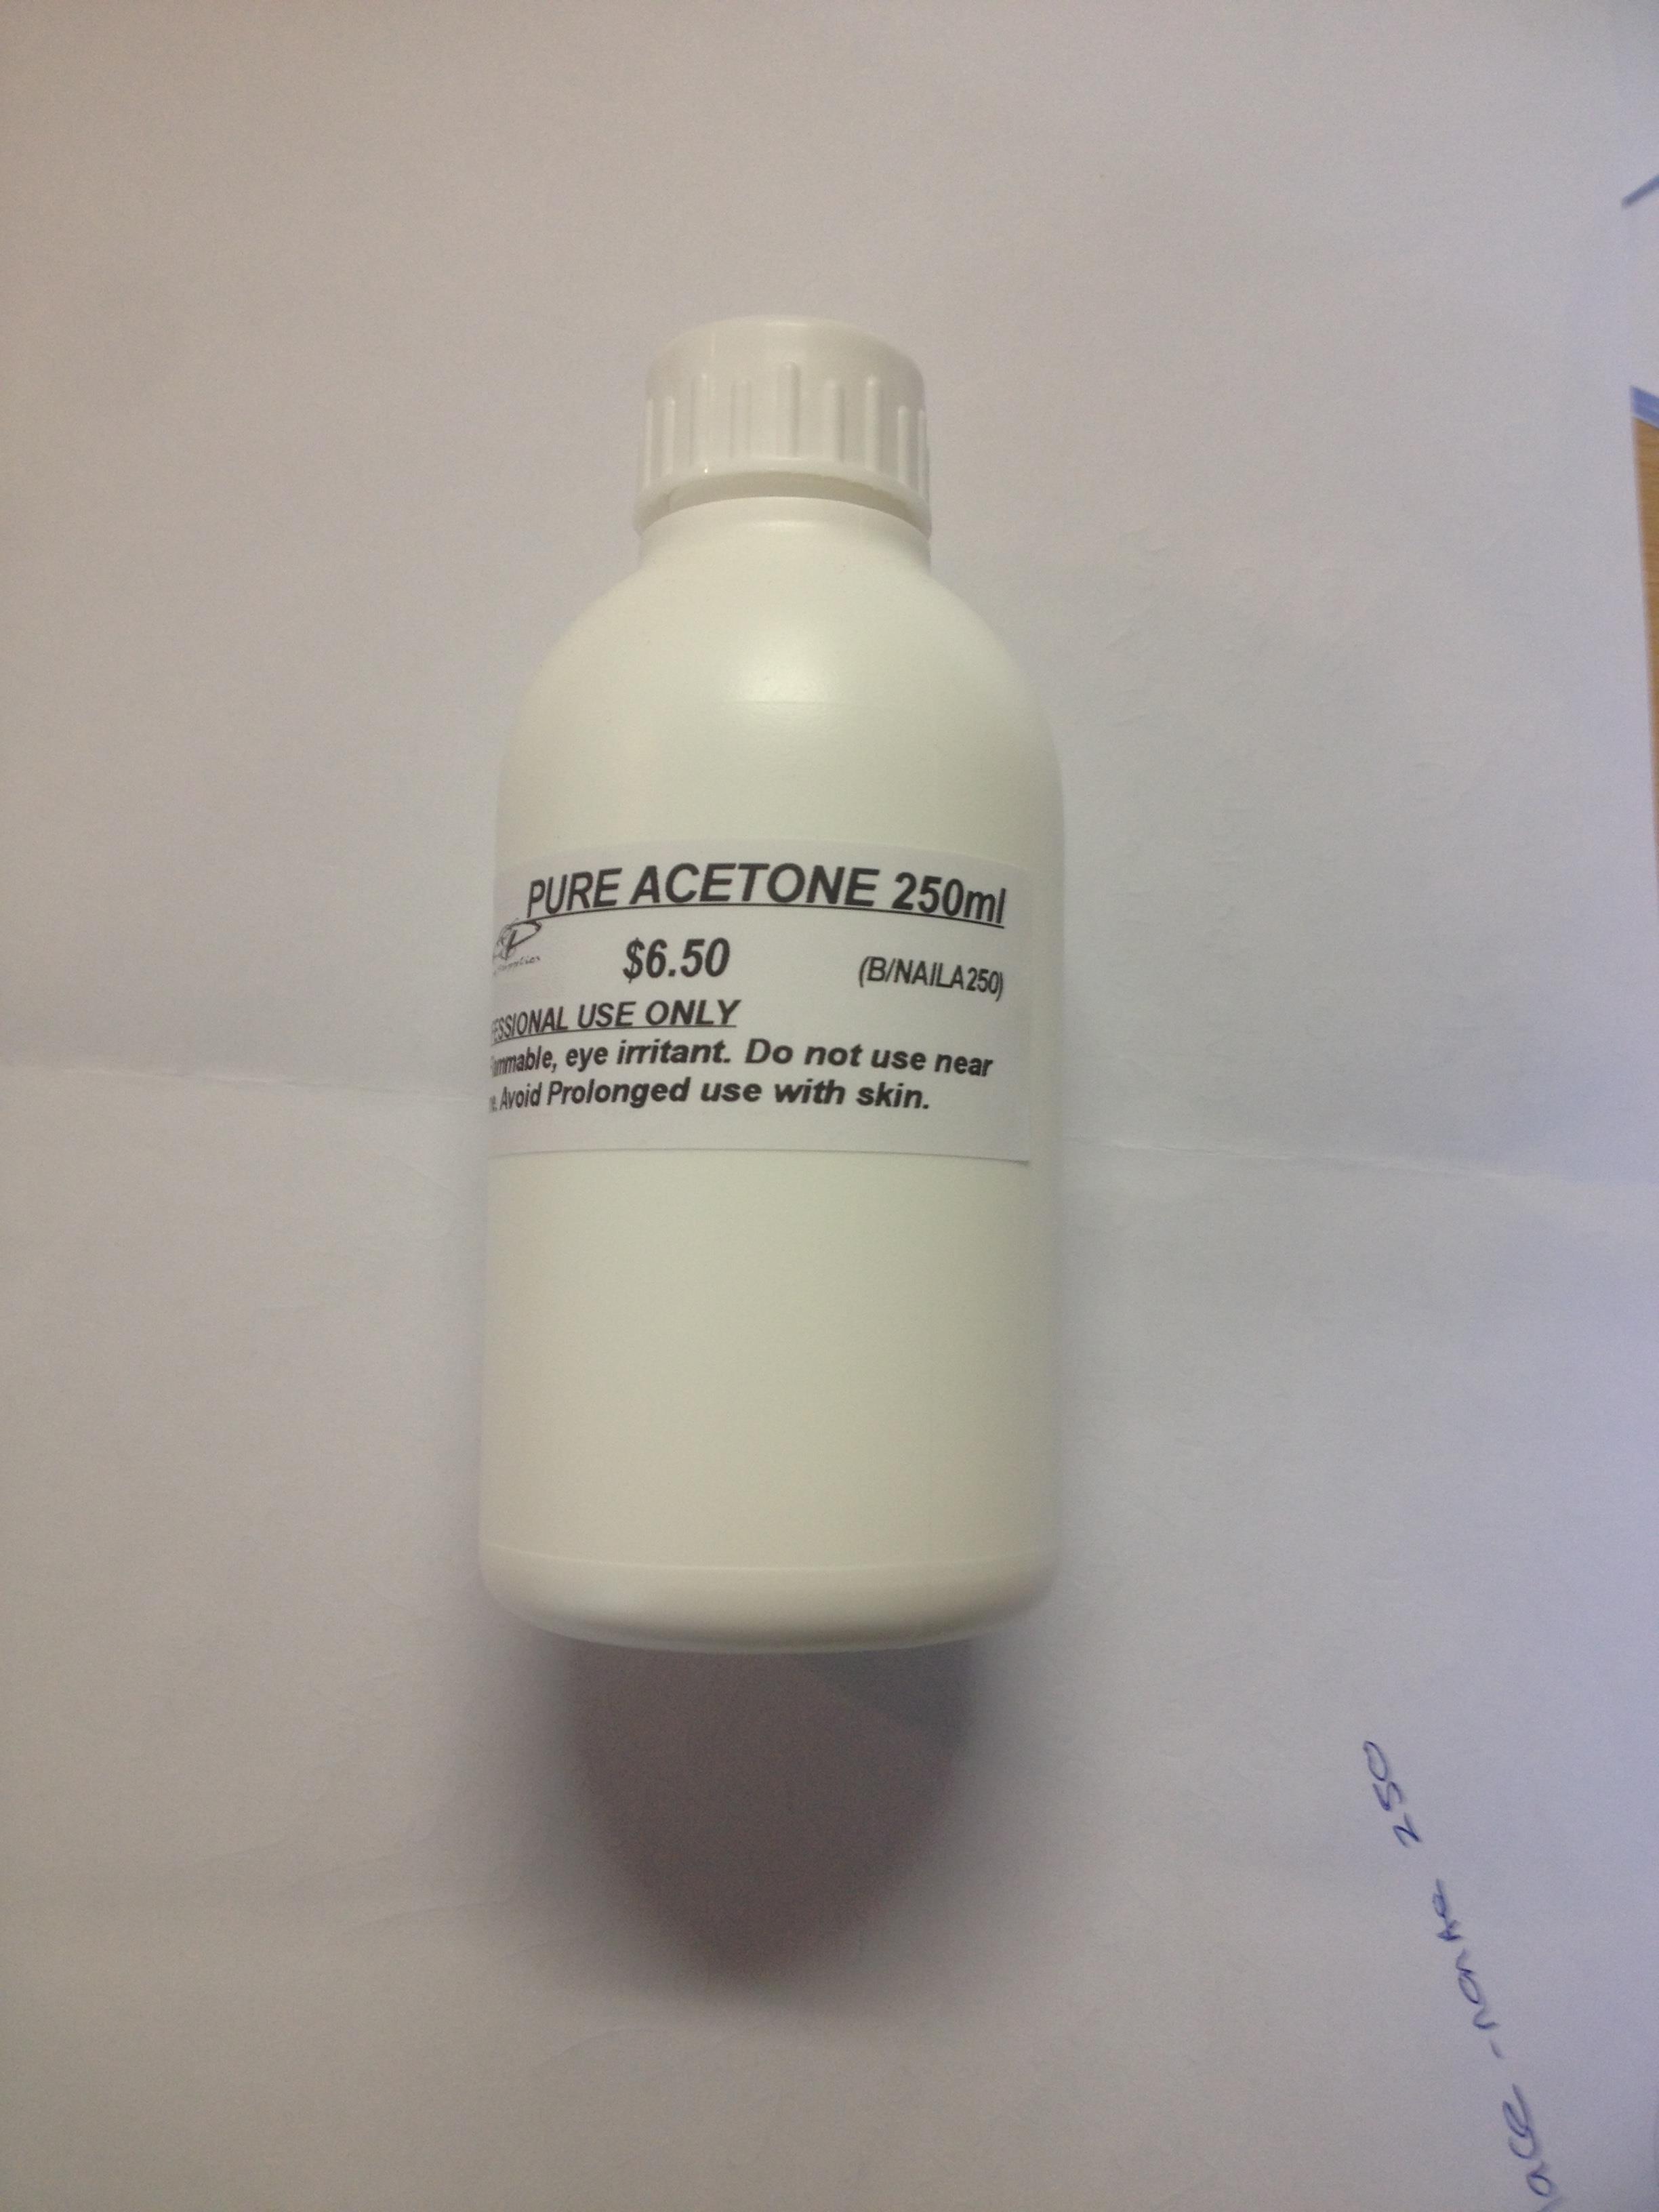 PURE ACETONE 250ml
$6.50 (B/NAILA250)
ESSIONAL USE ONLY
ammable, eye irritant. Do not use near
e. Avoid Prolonged use with skin.
250